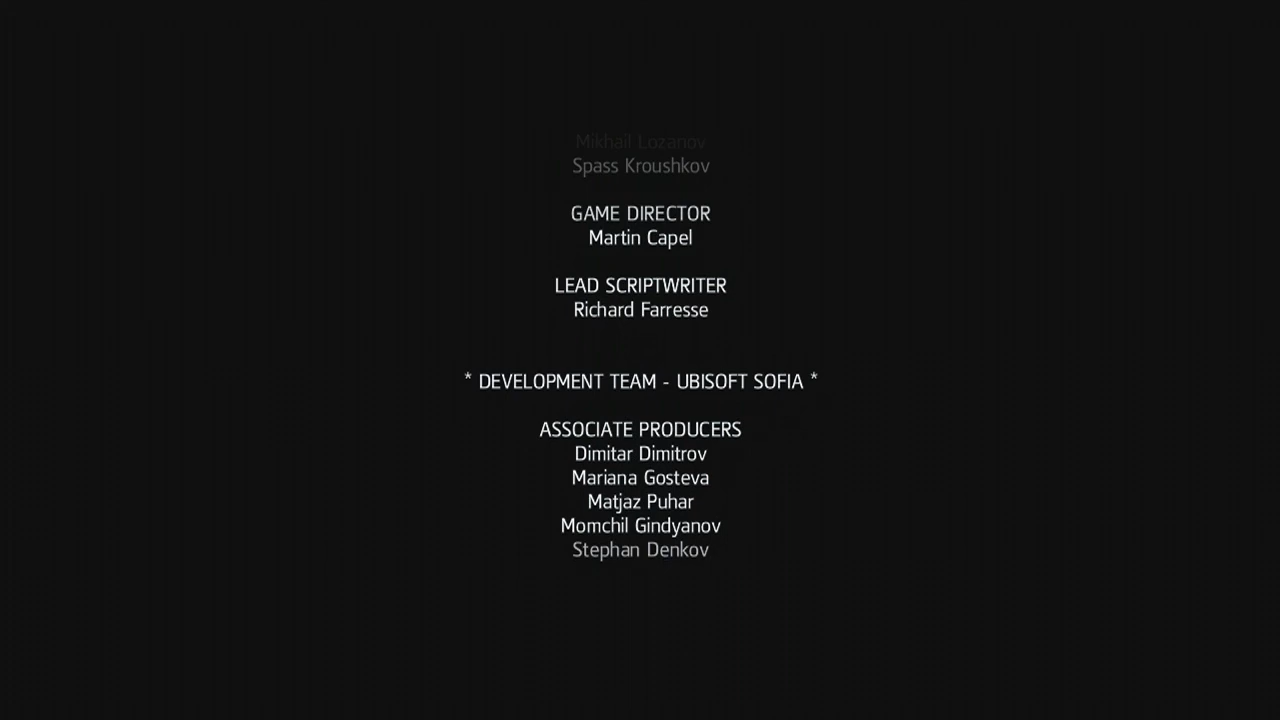 Mikhail Lozanov
Spass Kroushkov
GAME DIRECTOR
Martin Capel
LEAD SCRIPTWRITER
Richard Farresse
* DEVELOPMENT TEAM - UBISOFT SOFIA *
ASSOCIATE PRODUCERS
Dimitar Dimitrov
Mariana Gosteva
Matjaz Puhar
Momchil Gindyanov
Stephan Denkov